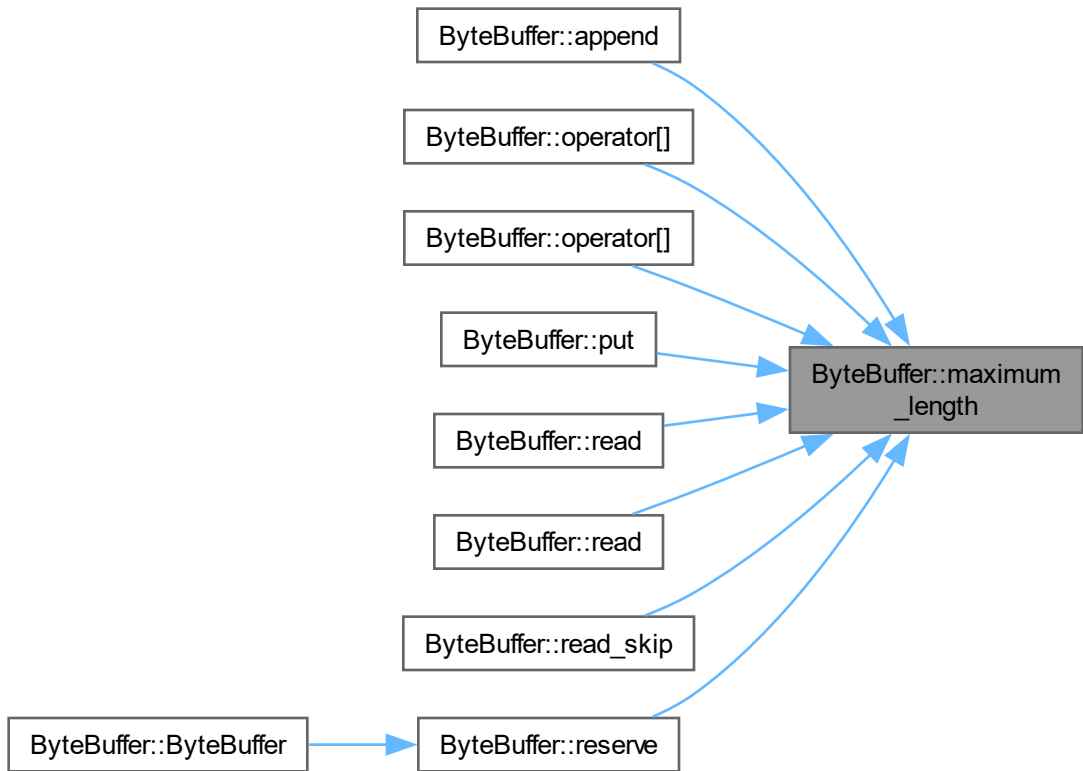 ByteBuffer::append
ByteBuffer::operator[]
ByteBuffer::operator[]
ByteBuffer::put
ByteBuffer::maximum
_length
ByteBuffer::read
ByteBuffer::read
ByteBuffer::read_skip
ByteBuffer::ByteBuffer
ByteBuffer::reserve